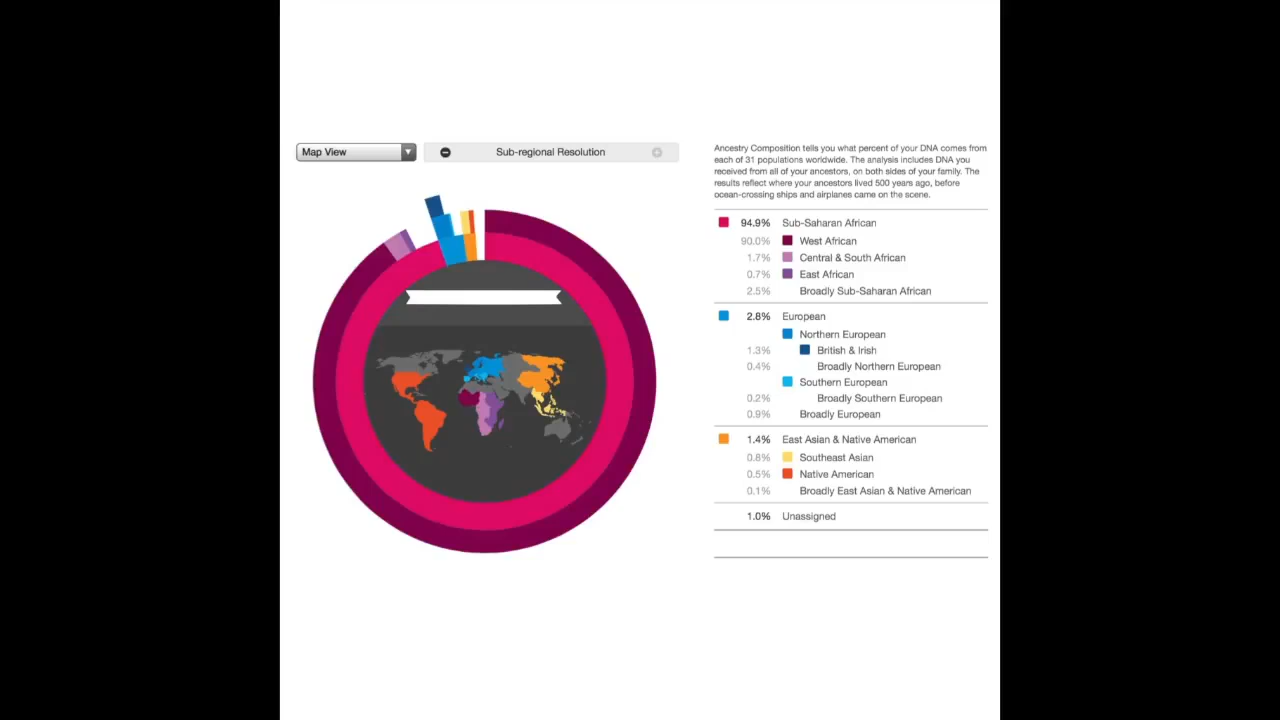 Map View
Sub-regional Resolution
Ancestry Composition tells you what percent of your DNA comes from
each of 31 populations worldwide. The analysis includes DNA you
received from all of your ancestors, on both sides of your family. The
results reflect where your ancestors lived 500 years ago, before
ocean-crossing ships and airplanes came on the scene.
94.9% Sub-Saharan African
90.0% West African
1.7% Central & South African
0.7% East African
2.5% Broadly Sub-Saharan African
2.8% European
Northern European
1.3% British & Irish
0.4% Broadly Northern European
Southern European
0.2% Broadly Southern European
0.9% Broadly European
1.4% East Asian & Native American
0.8% Southeast Asian
0.5% Native American
0.1% Broadly East Asian & Native American
1.0% Unassigned